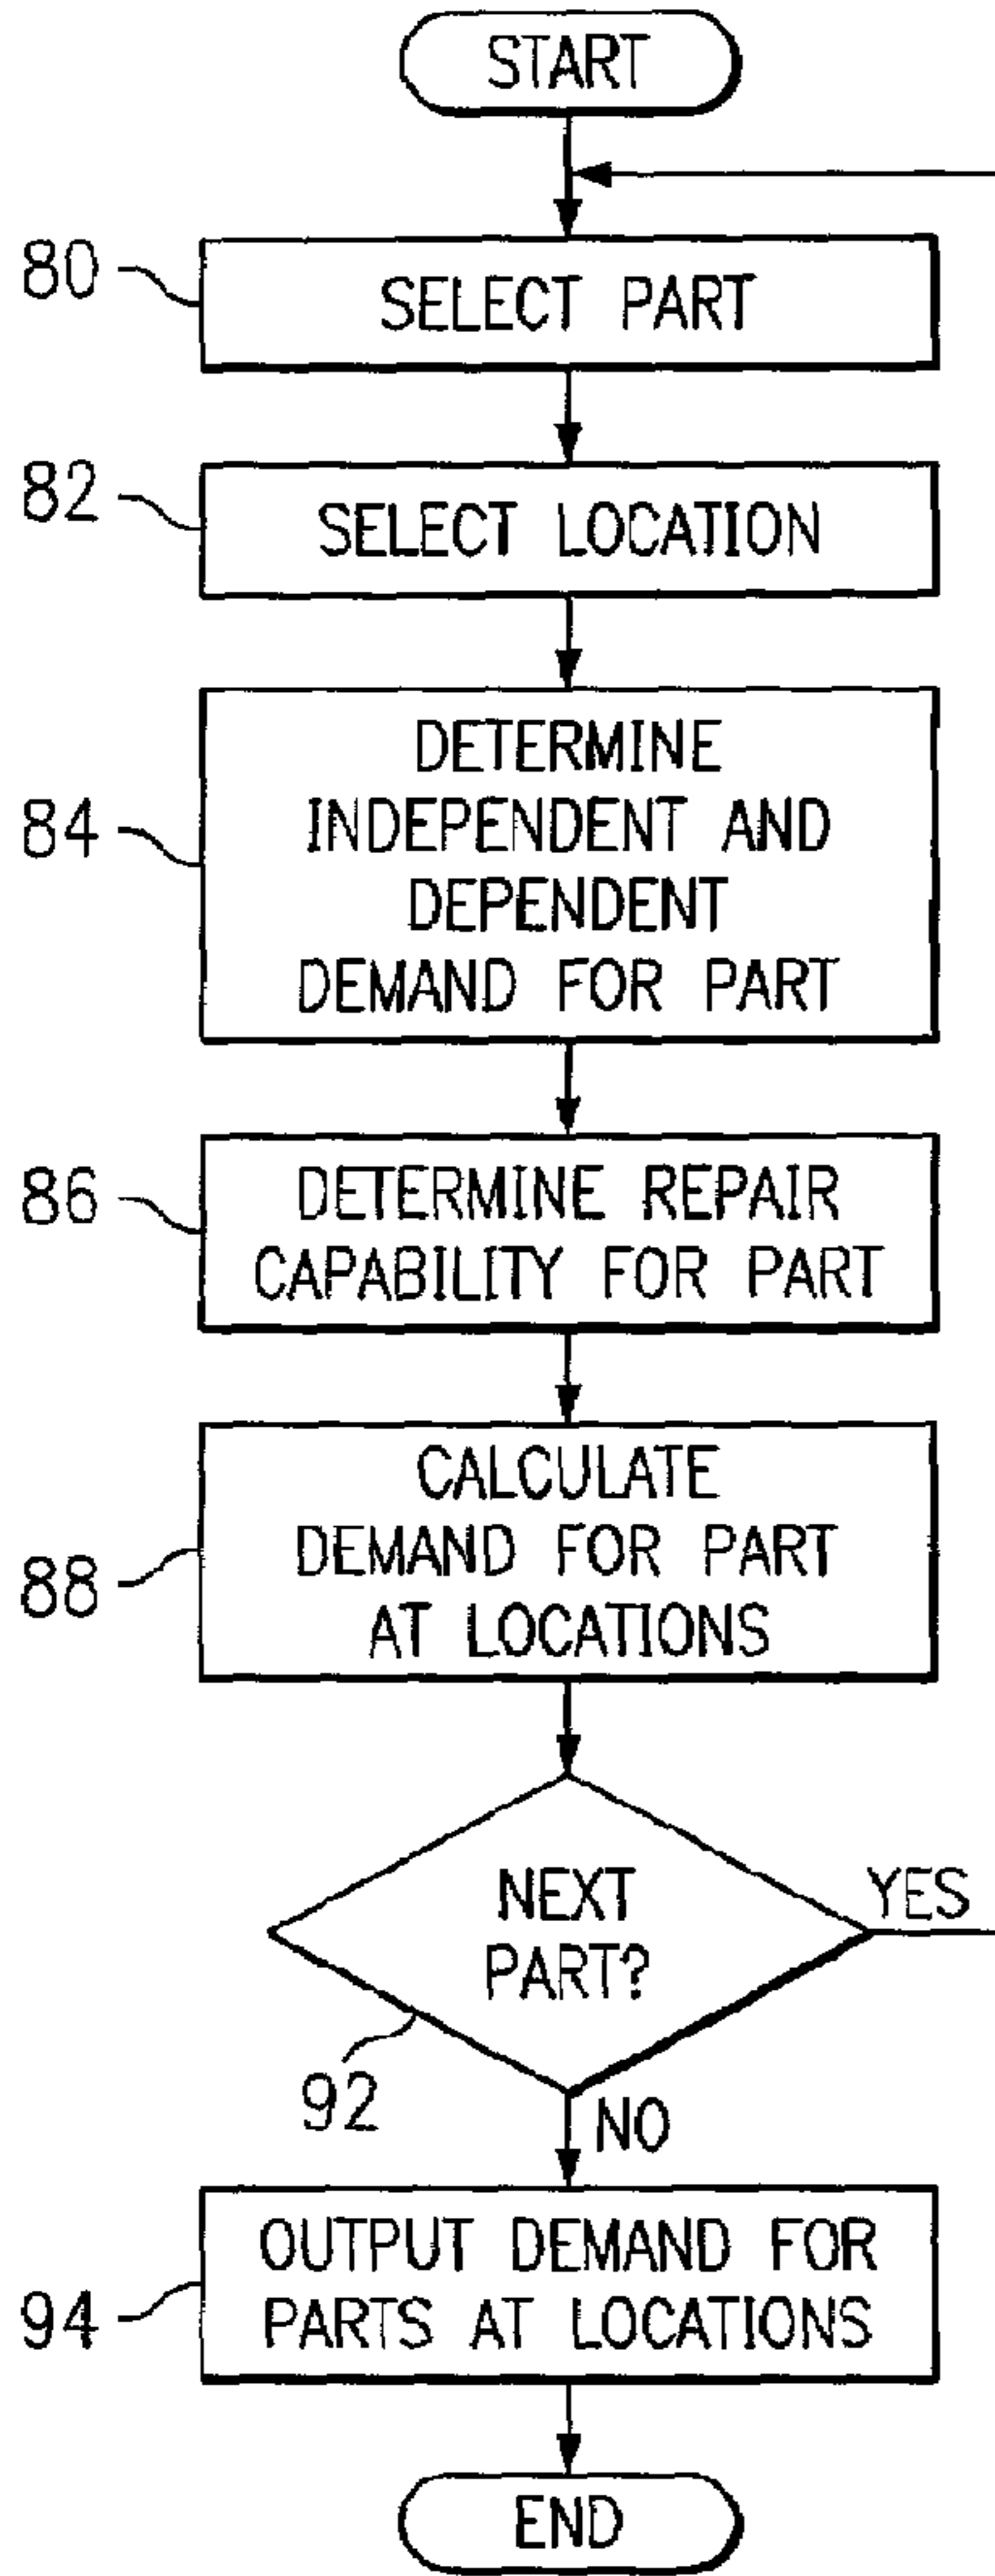 START
80
SELECT PART
82
SELECT LOCATION
84
DETERMINE
INDEPENDENT AND
DEPENDENT
DEMAND FOR PART
86
DETERMINE REPAIR
CAPABILITY FOR PART
88
CALCULATE
DEMAND FOR PART
AT LOCATIONS
NEXT
PART?
YES
92
NO
94
OUTPUT DEMAND FOR
PARTS AT LOCATIONS
END